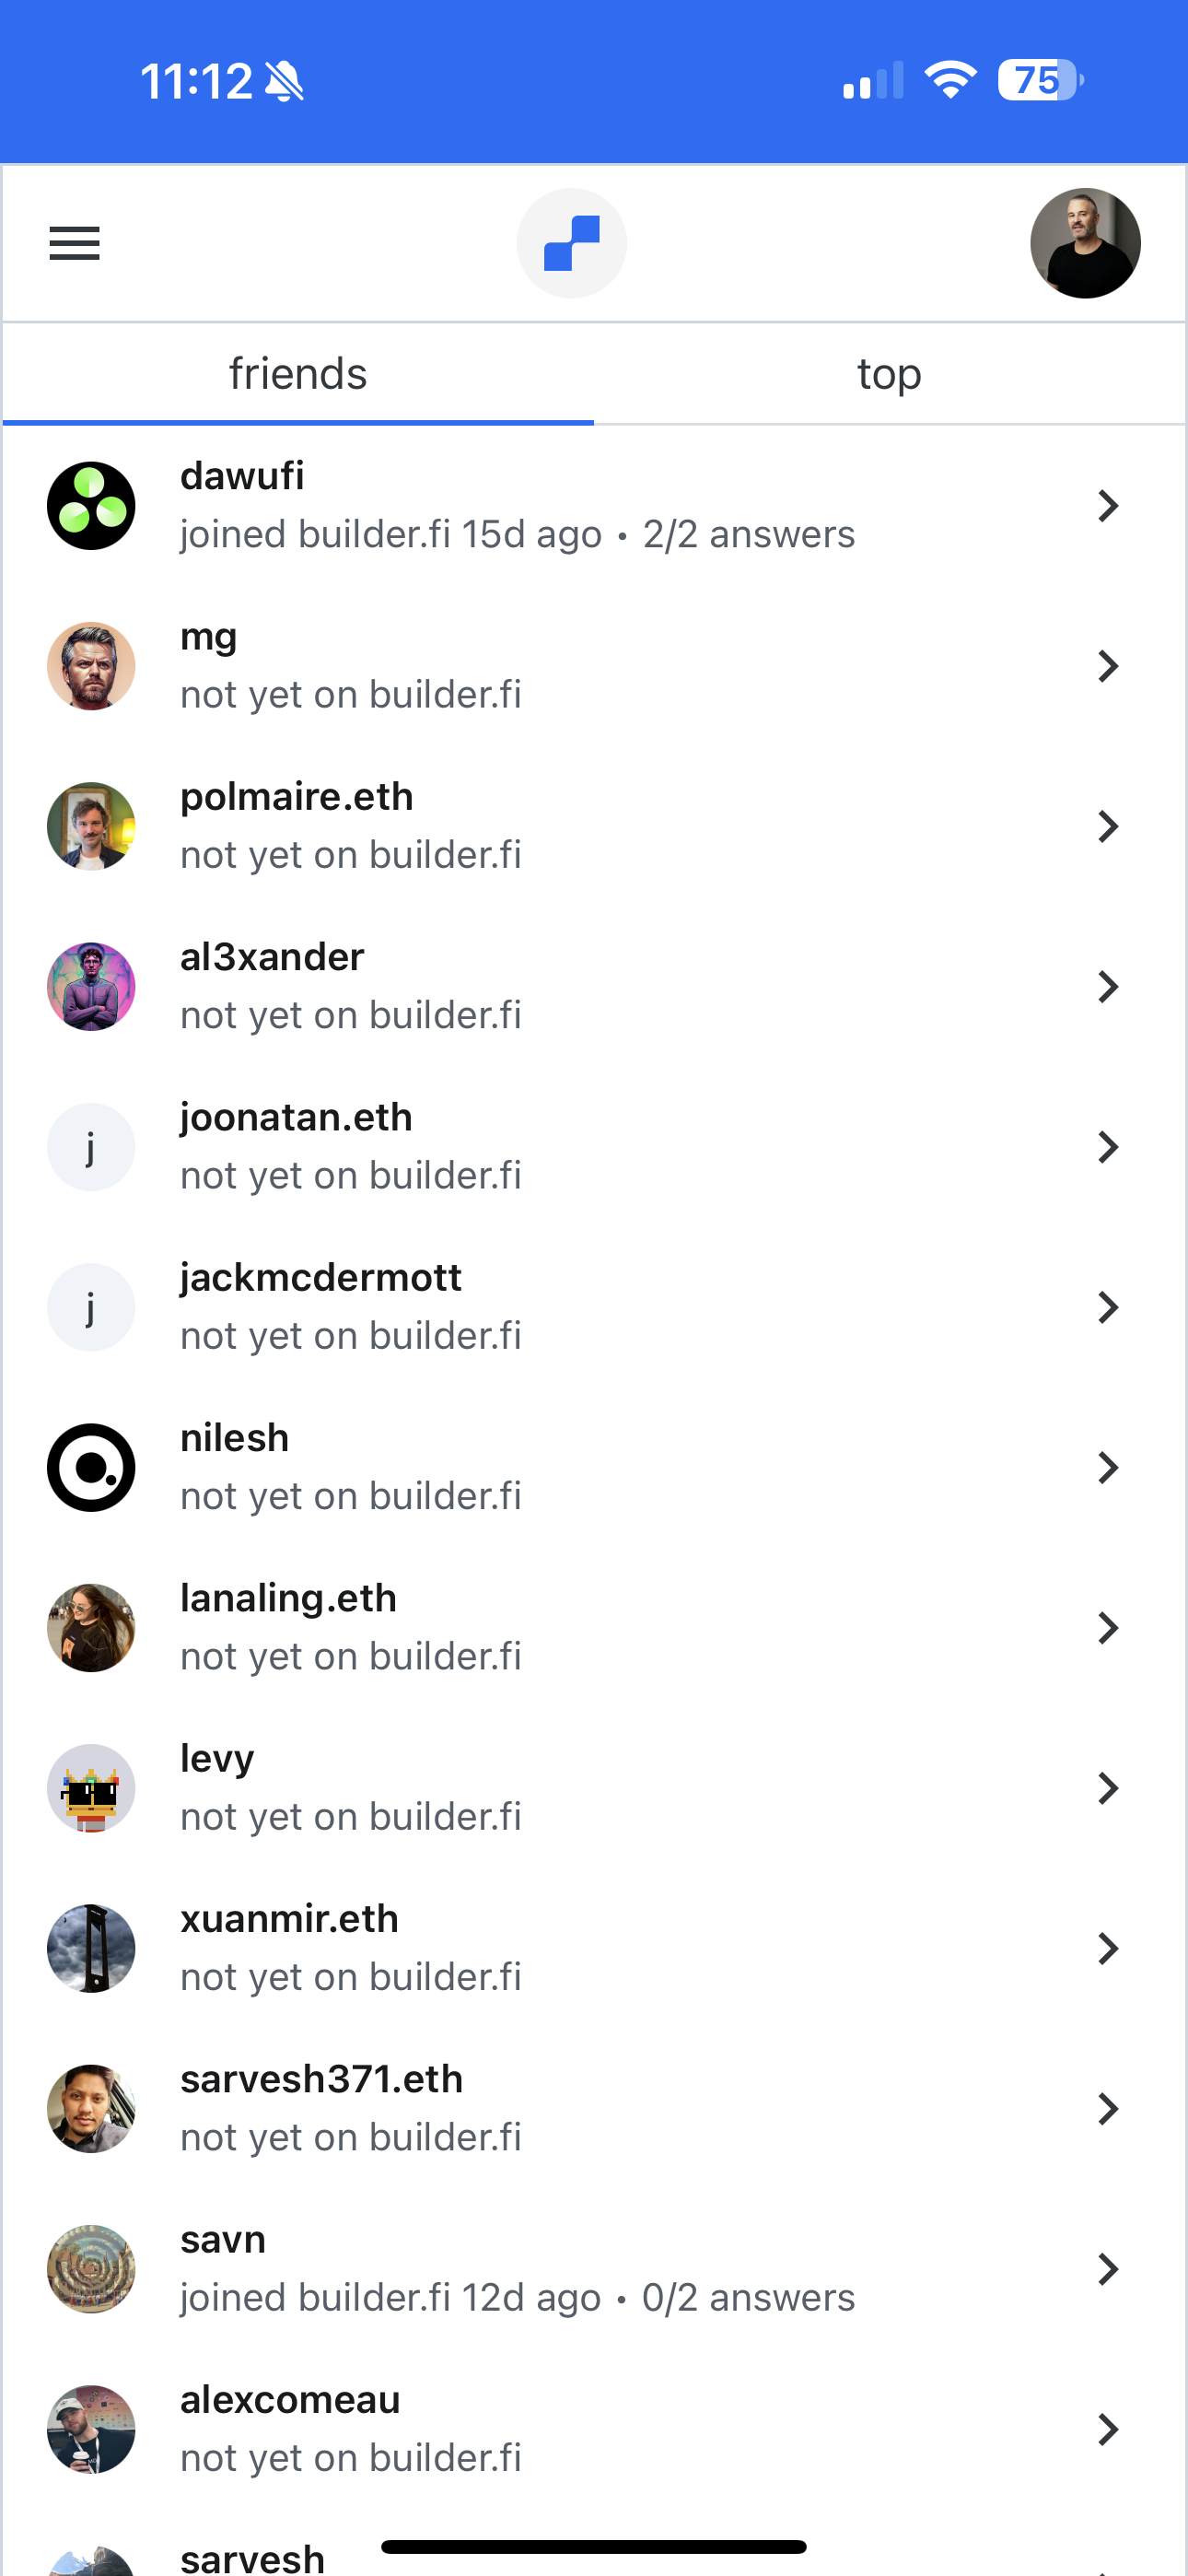 11:12
75
friends
top
dawufi
joined builder.fi 15d ago • 2/2 answers
mg
not yet on builder.fi
polmaire.eth
not yet on builder.fi
al3xander
not yet on builder.fi
j
joonatan.eth
not yet on builder.fi
j
jackmcdermott
not yet on builder.fi
nilesh
not yet on builder.fi
lanaling.eth
not yet on builder.fi
levy
not yet on builder.fi
xuanmir.eth
not yet on builder.fi
sarvesh371.eth
not yet on builder.fi
savn
joined builder.fi 12d ago • 0/2 answers
alexcomeau
not yet on builder.fi
sarvesh